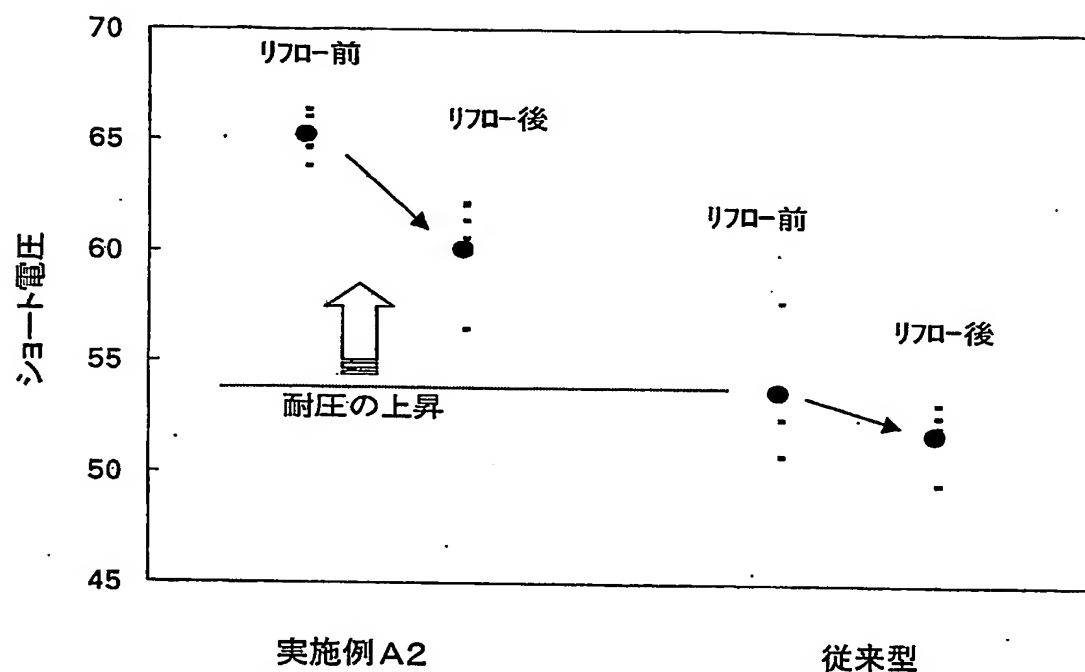 70
65
60
55
50
45
ショート電圧
リフロー前
リフロー後
リフロー前
リフロー後
耐圧の上昇
実施例A2
従来型